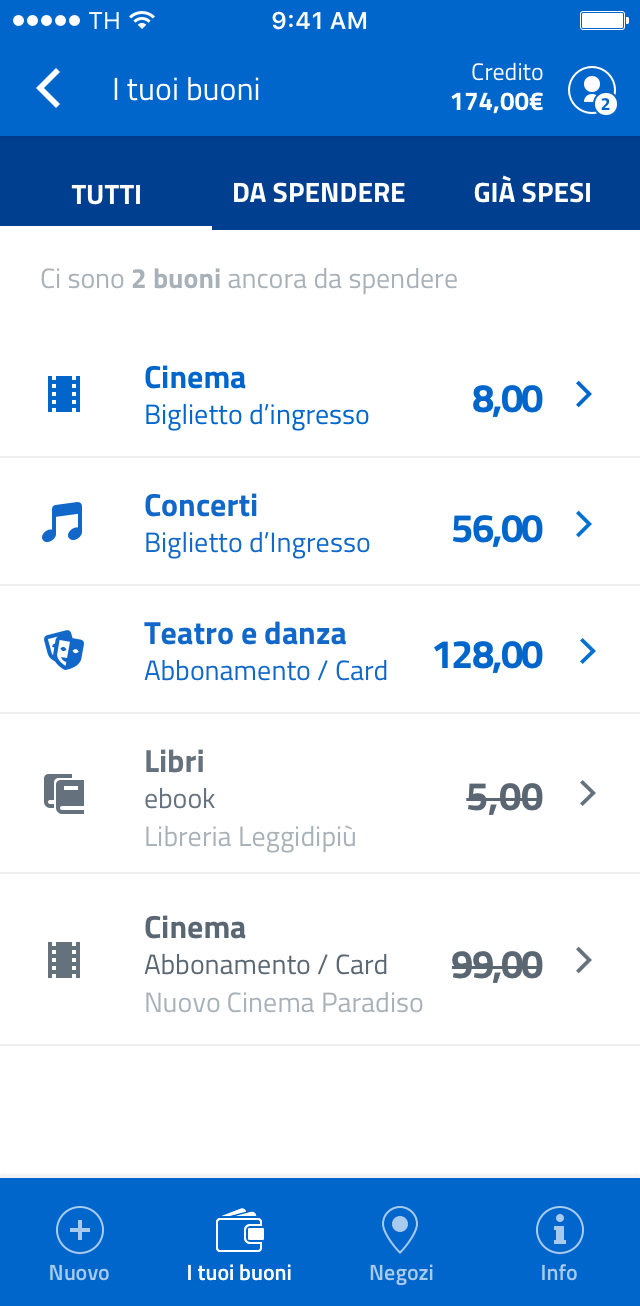 TH 9:41 AM
I tuoi buoni
Credito
174,00€
2
TUTTI DA SPENDERE GIÀ SPESI
Ci sono 2 buoni ancora da spendere
Cinema
Biglietto d’ingresso
8,00
Concerti
Biglietto d’Ingresso
56,00
Teatro e danza
Abbonamento / Card
128,00
Libri
ebook
Libreria Leggidipiù
5,00
Cinema
Abbonamento / Card
Nuovo Cinema Paradiso
99,00
Nuovo I tuoi buoni Negozi Info